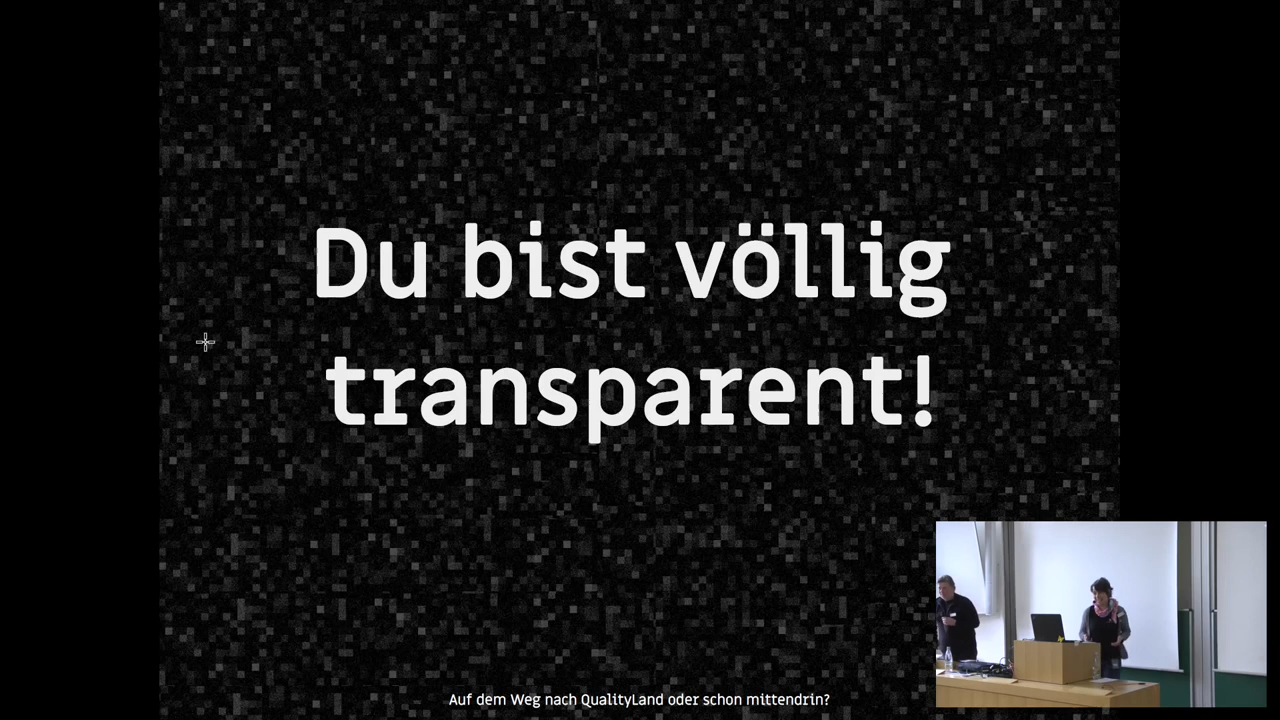 Du bist völlig
transparent!
Auf dem Weg nach QualityLand oder schon mittendrin?